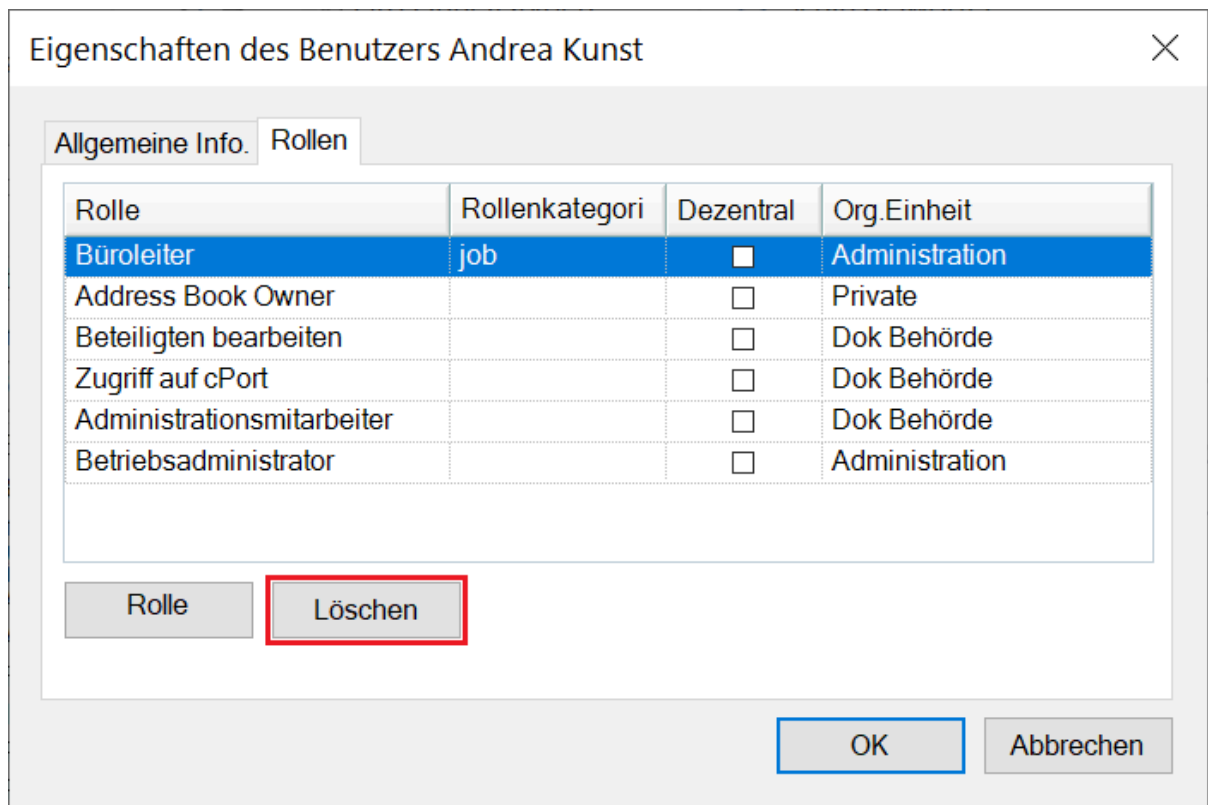 Eigenschaften des Benutzers Andrea Kunst
Allgemeine Info. Rollen
Rolle Rollenkategori Dezentral Org.Einheit
Büroleiter job Administration
Address Book Owner Private
Beteiligten bearbeiten Dok Behörde
Zugriff auf cPort Dok Behörde
Administrationsmitarbeiter Dok Behörde
Betriebsadministrator Administration
Rolle Löschen
OK Abbrechen